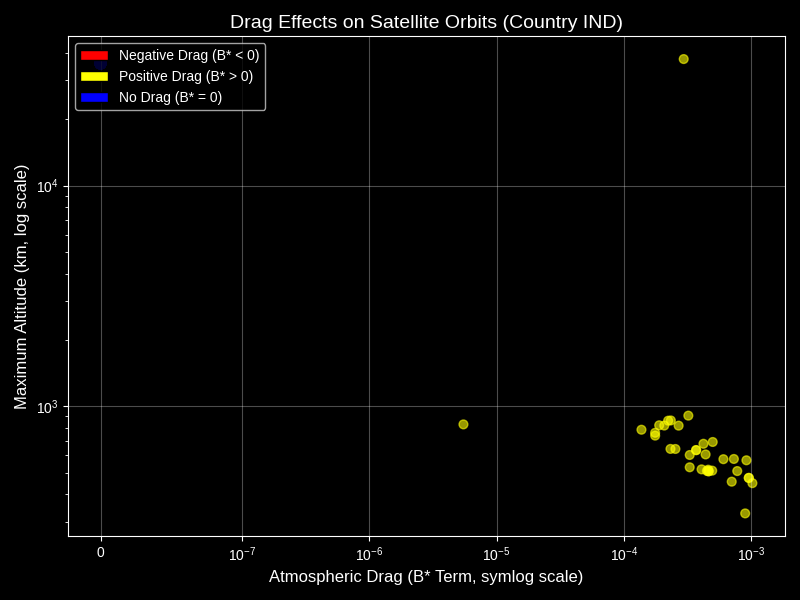 Drag Effects on Satellite Orbits (Country IND)
Negative Drag (B* < 0)
Positive Drag (B* > 0)
No Drag (B* = 0)
Maximum Altitude (km, log scale)
10⁴
10³
0
10⁻⁷
10⁻⁶
10⁻⁵
10⁻⁴
10⁻³
Atmospheric Drag (B* Term, symlog scale)